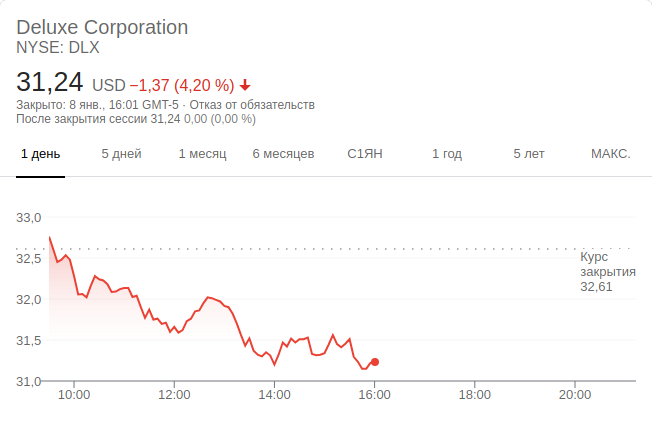 Deluxe Corporation
NYSE: DLX
31,24 USD −1,37 (4,20 %)
Закрыто: 8 янв., 16:01 GMT-5 · Отказ от обязательств
После закрытия сессии 31,24 0,00 (0,00 %)
1 день 5 дней 1 месяц 6 месяцев С1ЯН 1 год 5 лет МАКС.
33,0
32,5
32,0
31,5
31,0
Курс
закрытия
32,61
10:00 12:00 14:00 16:00 18:00 20:00